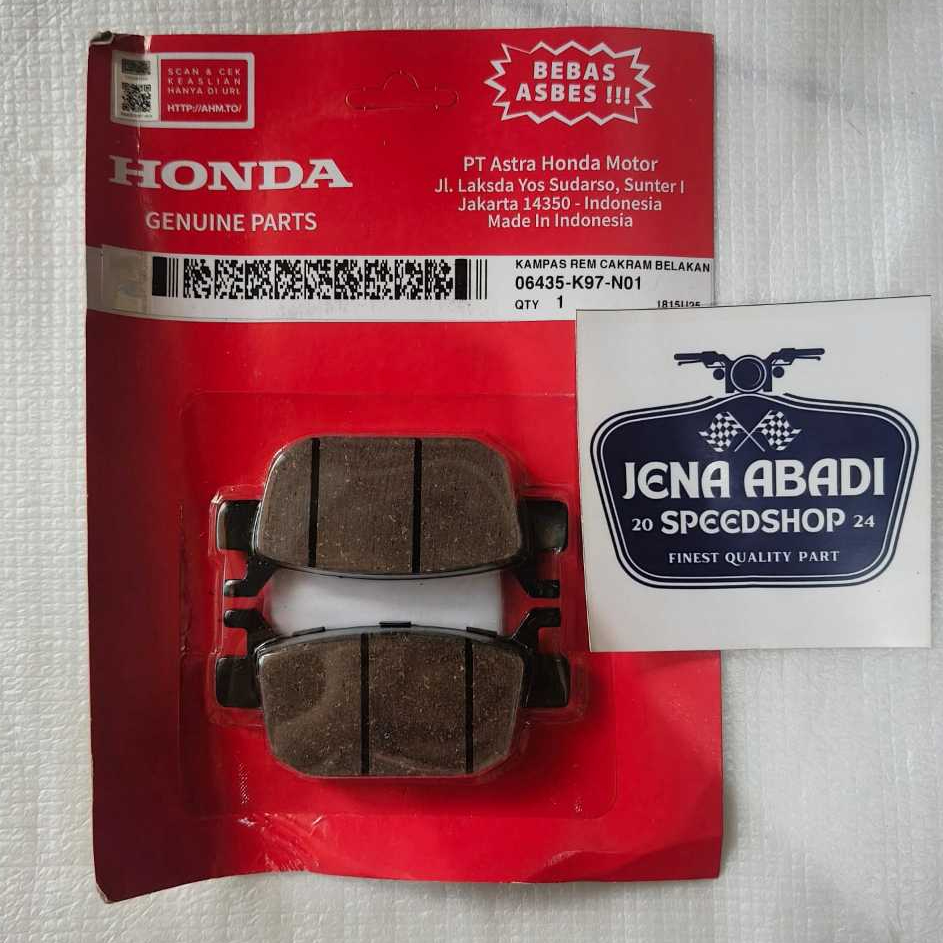 SCAN & CEK
KEASLIAN
HANYA DI URL
HTTP://AHM.TO/
BEBAS
ASBES !!!
HONDA
GENUINE PARTS
PT Astra Honda Motor
Jl. Laksda Yos Sudarso, Sunter I
Jakarta 14350 - Indonesia
Made In Indonesia
KAMPAS REM CAKRAM BELAKAN
06435-K97-N01
QTY 1
JENA ABADI
20 SPEEDSHOP 24
FINEST QUALITY PART